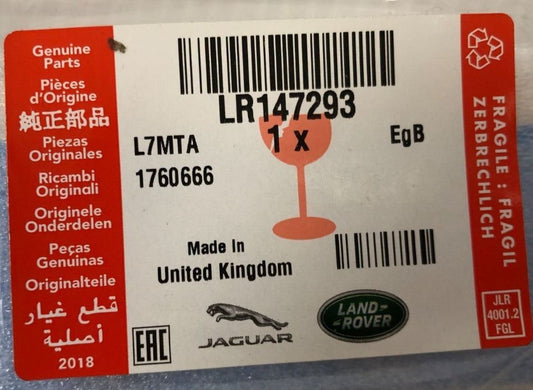 Genuine
Parts
Pièces
d'Origine
純正部品
Piezas
Originales
Ricambi
Originali
Originele
Onderdelen
Peças
Genuinas
Originalteile
قطع غيار
أصلية
2018
LR147293
1 x
L7MTA
EgB
1760666
Made In
United Kingdom
EAC
JAGUAR
LAND-
-ROVER
FRAGILE : FRAGIL
ZERBRECHLICH
JLR
4001.2
FGL